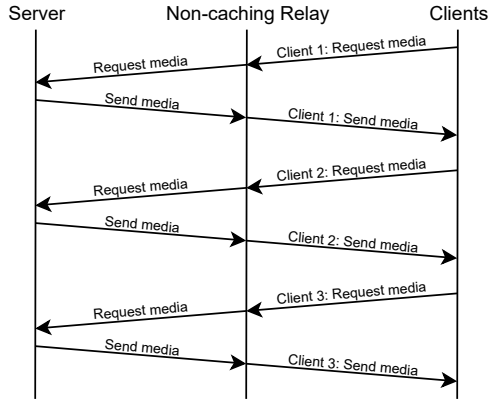 Server
Non-caching Relay
Clients
Client 1: Request media
Request media
Send media
Client 1: Send media
Client 2: Request media
Request media
Send media
Client 2: Send media
Client 3: Request media
Request media
Send media
Client 3: Send media